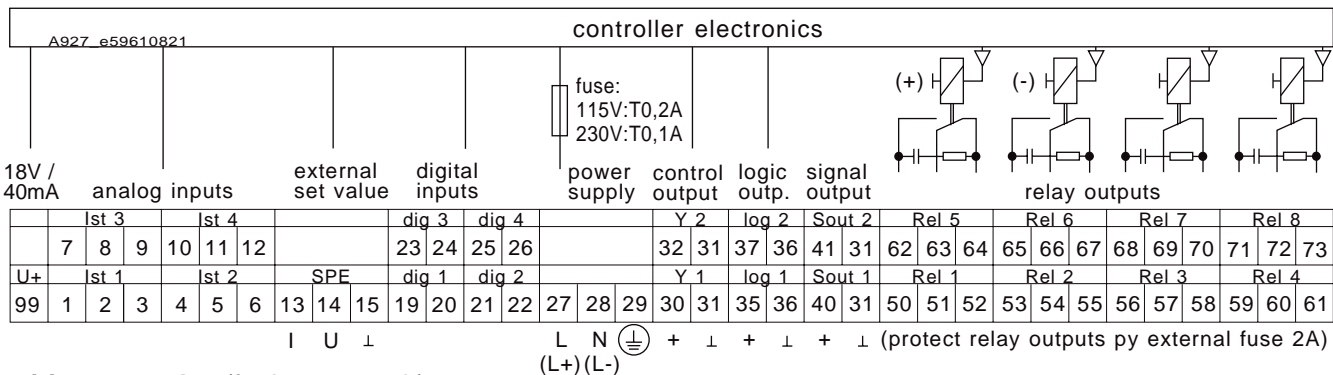 controller electronics
A927_e59610821
fuse:
115V:T0,2A
230V:T0,1A
(+) (-)
18V /
40mA
analog inputs
external
set value
digital
inputs
power
supply
control
output
logic
outp.
signal
output
relay outputs
Ist 3 Ist 4 dig 3 dig 4 Y 2 log 2 Sout 2 Rel 5 Rel 6 Rel 7 Rel 8
7 8 9 10 11 12 23 24 25 26 32 31 37 36 41 31 62 63 64 65 66 67 68 69 70 71 72 73
U+ Ist 1 Ist 2 SPE dig 1 dig 2 Y 1 log 1 Sout 1 Rel 1 Rel 2 Rel 3 Rel 4
99 1 2 3 4 5 6 13 14 15 19 20 21 22 27 28 29 30 31 35 36 40 31 50 51 52 53 54 55 56 57 58 59 60 61
I U ⊥ L N + ⊥ + ⊥ + ⊥ (protect relay outputs py external fuse 2A)
(L+) (L-)